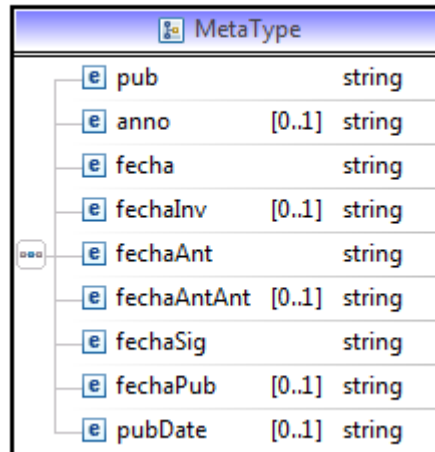 MetaType
e pub string
e anno [0..1] string
e fecha string
e fechaInv [0..1] string
e fechaAnt string
e fechaAntAnt [0..1] string
e fechaSig string
e fechaPub [0..1] string
e pubDate [0..1] string